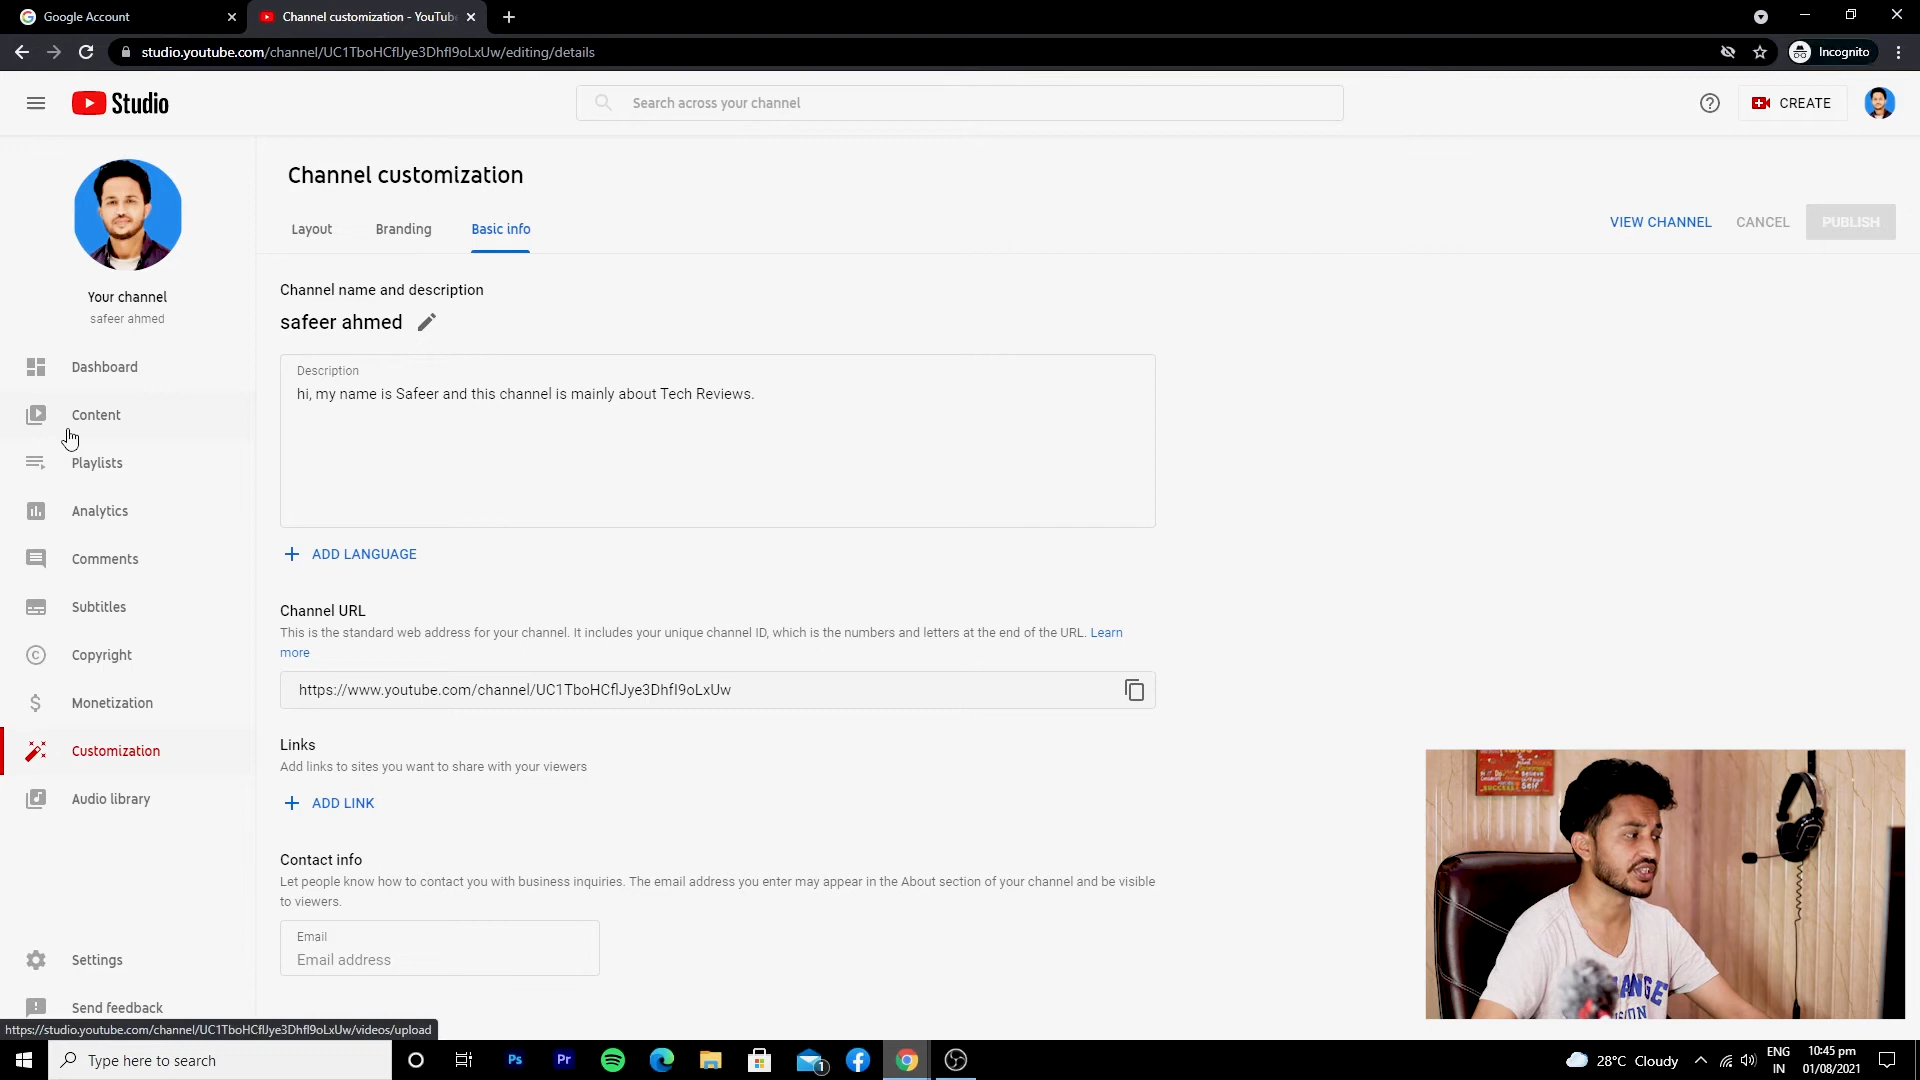 Google Account
Channel customization - YouTube
studio.youtube.com/channel/UC1TboHCflJye3Dhfl9oLxUw/editing/details
Incognito
Studio
Search across your channel
CREATE
Channel customization
Layout
Branding
Basic info
VIEW CHANNEL
CANCEL
PUBLISH
Your channel
safeer ahmed
Dashboard
Content
Playlists
Analytics
Comments
Subtitles
Copyright
Monetization
Customization
Audio library
Settings
Send feedback
Channel name and description
safeer ahmed
Description
hi, my name is Safeer and this channel is mainly about Tech Reviews.
ADD LANGUAGE
Channel URL
This is the standard web address for your channel. It includes your unique channel ID, which is the numbers and letters at the end of the URL. Learn
more
https://www.youtube.com/channel/UC1TboHCflJye3Dhfl9oLxUw
Links
Add links to sites you want to share with your viewers
ADD LINK
Contact info
Let people know how to contact you with business inquiries. The email address you enter may appear in the About section of your channel and be visible
to viewers.
Email
Email address
https://studio.youtube.com/channel/UC1TboHCflJye3Dhfl9oLxUw/videos/upload
Type here to search
Ps
Pr
1
28°C Cloudy
ENG
IN
10:45 pm
01/08/2021